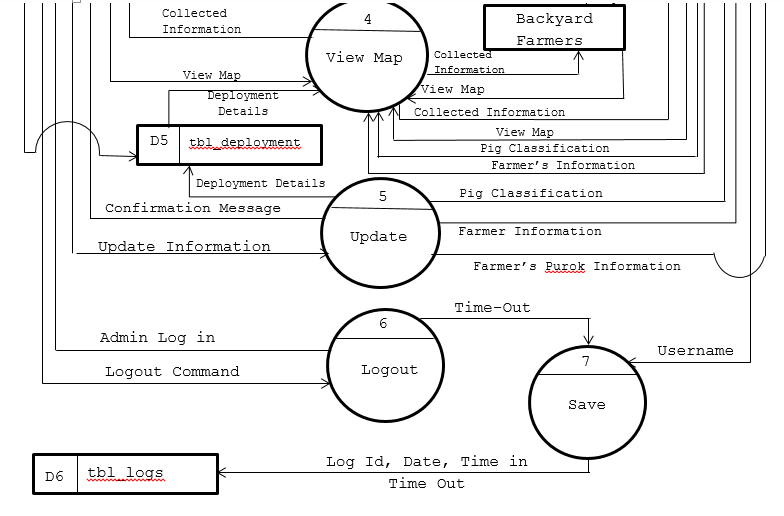 Collected
Information
4
View Map
Backyard
Farmers
Collected
Information
View Map
View Map
Deployment
Details
Collected Information
View Map
D5
tbl_deployment
Pig Classification
Farmer's Information
Deployment Details
5
Update
Pig Classification
Confirmation Message
Farmer Information
Update Information
Farmer's Purok Information
6
Logout
Time-Out
Admin Log in
Username
Logout Command
7
Save
D6
tbl_logs
Log Id, Date, Time in
Time Out